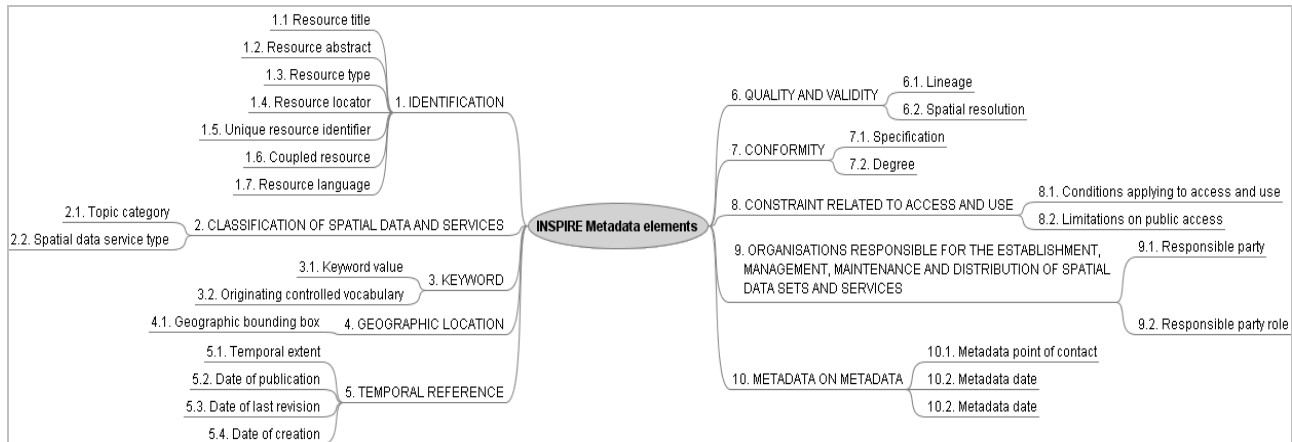 1.1 Resource title
1.2. Resource abstract
1.3. Resource type
1.4. Resource locator
1.5. Unique resource identifier
1.6. Coupled resource
1.7. Resource language
1. IDENTIFICATION
2.1. Topic category
2.2. Spatial data service type
2. CLASSIFICATION OF SPATIAL DATA AND SERVICES
3.1. Keyword value
3.2. Originating controlled vocabulary
3. KEYWORD
4.1. Geographic bounding box
4. GEOGRAPHIC LOCATION
5.1. Temporal extent
5.2. Date of publication
5.3. Date of last revision
5.4. Date of creation
5. TEMPORAL REFERENCE
INSPIRE Metadata elements
6. QUALITY AND VALIDITY
6.1. Lineage
6.2. Spatial resolution
7. CONFORMITY
7.1. Specification
7.2. Degree
8. CONSTRAINT RELATED TO ACCESS AND USE
8.1. Conditions applying to access and use
8.2. Limitations on public access
9. ORGANISATIONS RESPONSIBLE FOR THE ESTABLISHMENT,
MANAGEMENT, MAINTENANCE AND DISTRIBUTION OF SPATIAL
DATA SETS AND SERVICES
9.1. Responsible party
9.2. Responsible party role
10. METADATA ON METADATA
10.1. Metadata point of contact
10.2. Metadata date
10.2. Metadata date